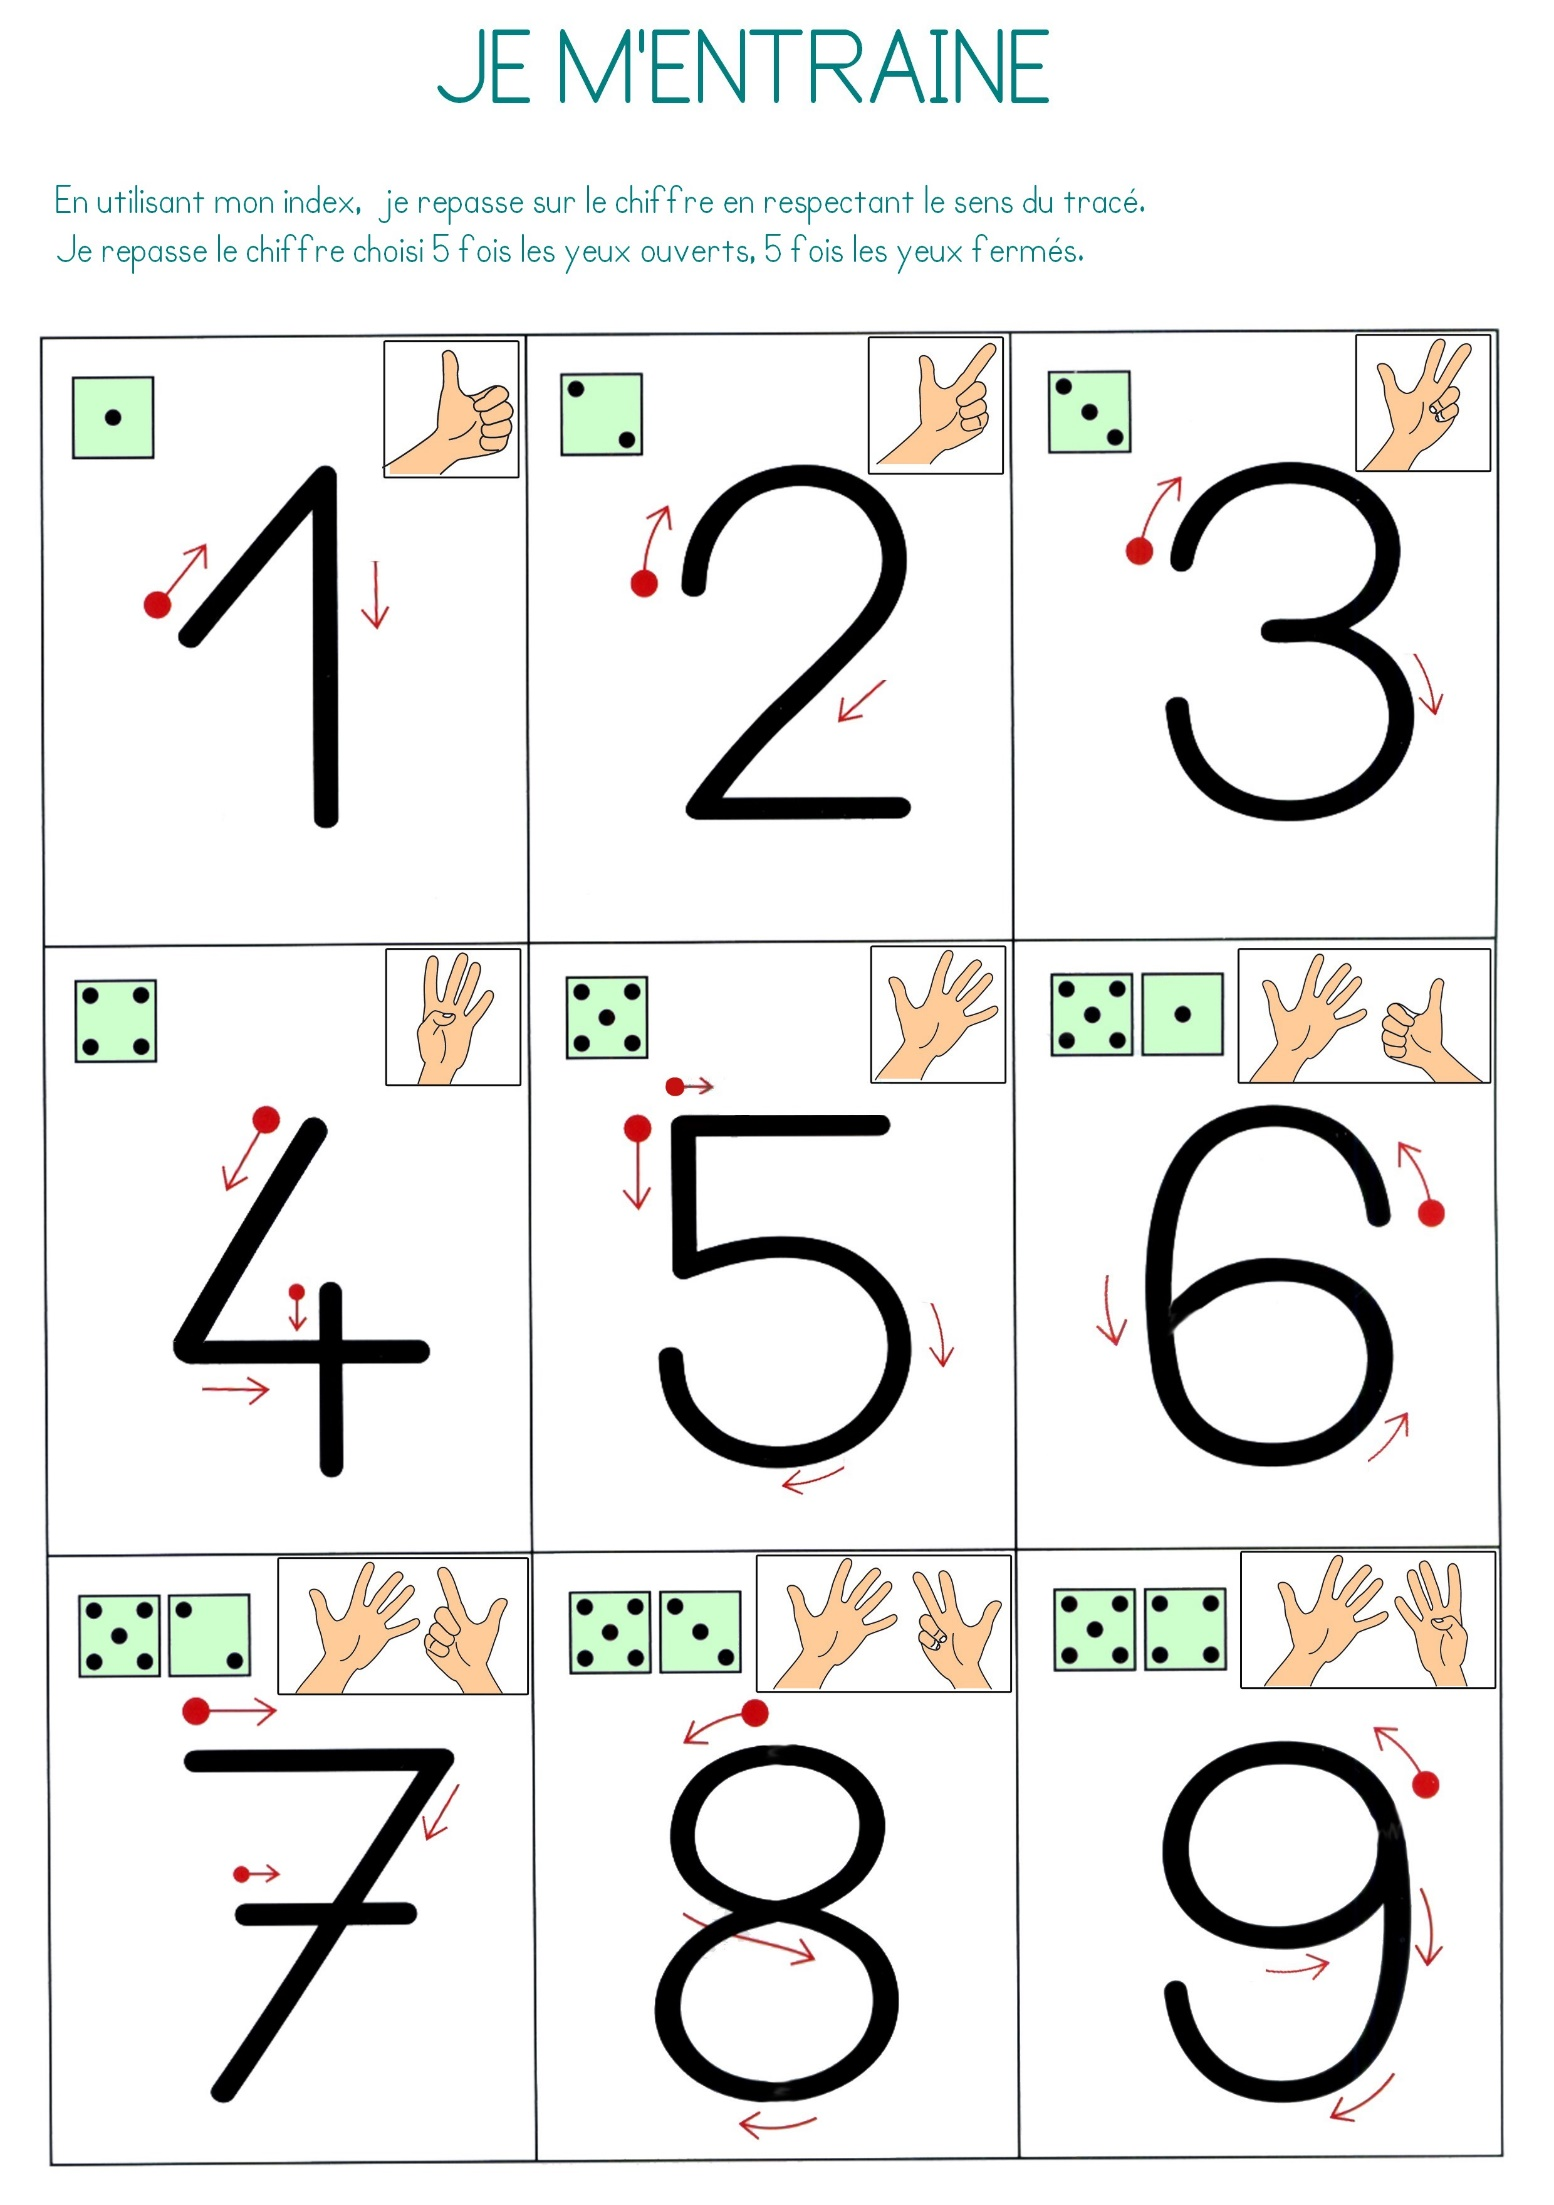 JE M'ENTRAINE
En utilisant mon index, je repasse sur le chiffre en respectant le sens du tracé.
Je repasse le chiffre choisi 5 fois les yeux ouverts, 5 fois les yeux fermés.
1 2 3
4 5 6
7 8 9